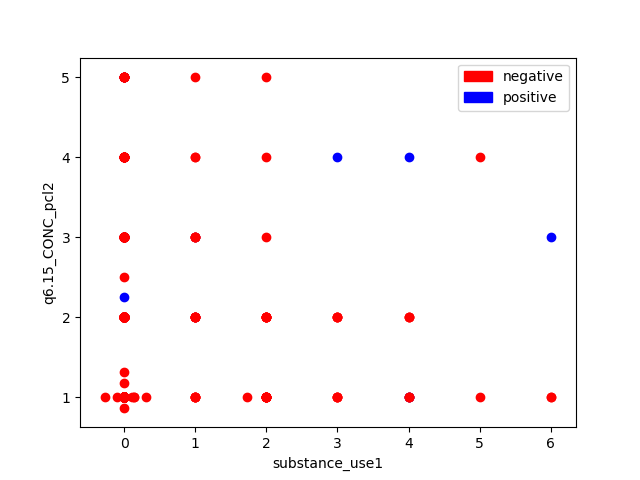 negative
positive
5
4
3
2
1
q6.15_CONC_pcl2
0 1 2 3 4 5 6
substance_use1